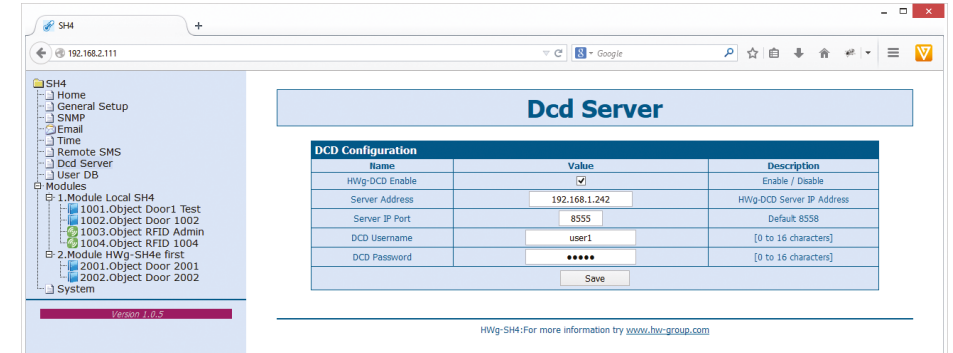 SH4
192.168.2.111
Google
SH4
Home
General Setup
SNMP
Email
Time
Remote SMS
Dcd Server
User DB
Modules
1.Module Local SH4
1001.Object Door1 Test
1002.Object Door 1002
1003.Object RFID Admin
1004.Object RFID 1004
2.Module HWg-SH4e first
2001.Object Door 2001
2002.Object Door 2002
System
Version 1.0.5
Dcd Server
DCD Configuration
Name Value Description
HWg-DCD Enable Enable / Disable
Server Address 192.168.1.242 HWg-DCD Server IP Address
Server IP Port 8555 Default 8558
DCD Username user1 [0 to 16 characters]
DCD Password ●●●●● [0 to 16 characters]
Save
HWg-SH4:For more information try www.hw-group.com